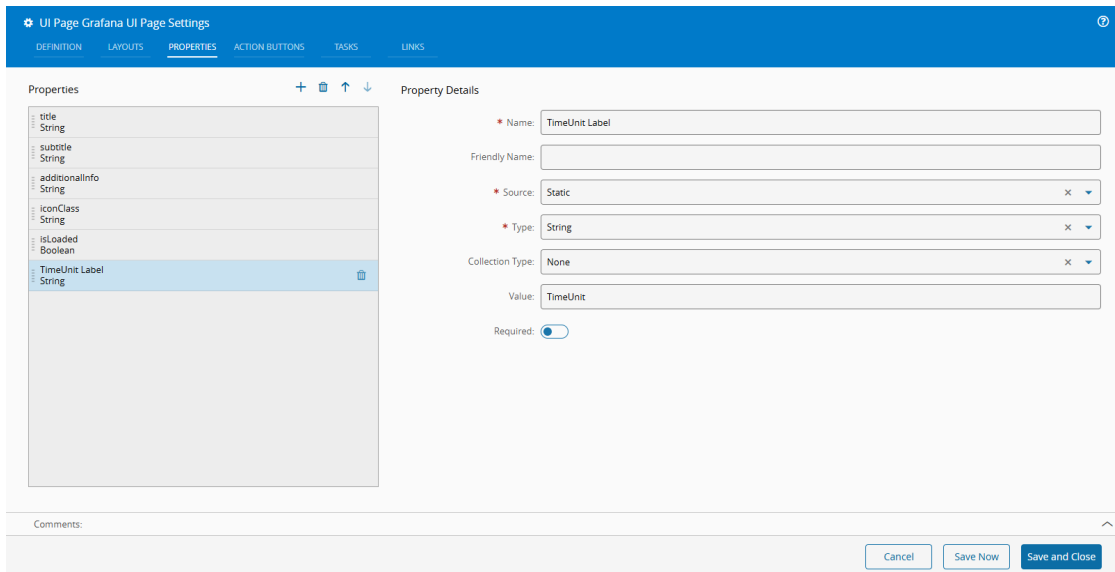 UI Page Grafana UI Page Settings
DEFINITION LAYOUTS PROPERTIES ACTION BUTTONS TASKS LINKS
Properties
title
String
subtitle
String
additionalInfo
String
iconClass
String
isLoaded
Boolean
TimeUnit Label
String
Property Details
* Name: TimeUnit Label
Friendly Name:
* Source: Static
* Type: String
Collection Type: None
Value: TimeUnit
Required:
Comments:
Cancel Save Now Save and Close